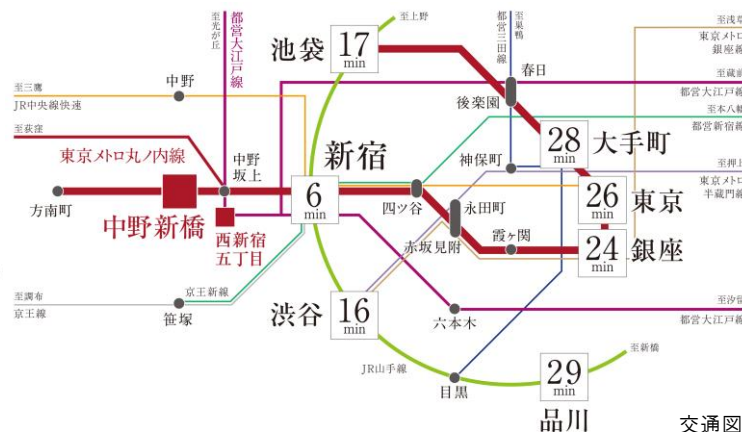 至光が丘
都営大江戸線
至上野
都営三田線
至巣鴨
至浅草
東京メトロ
銀座線
池袋
17
min
春日
後楽園
中野
至三鷹
JR中央線快速
至蔵前
都営大江戸線
至本八幡
都営新宿線
至荻窪
東京メトロ丸ノ内線
中野
坂上
新宿
6
min
28
min
大手町
神保町
至押上
東京メトロ
半蔵門線
方南町
中野新橋
西新宿
五丁目
四ツ谷
永田町
赤坂見附
霞ヶ関
26
min
東京
24
min
銀座
至調布
京王線
京王新線
笹塚
渋谷
16
min
六本木
至汐留
都営大江戸線
JR山手線
目黒
29
min
品川
至新橋
交通図